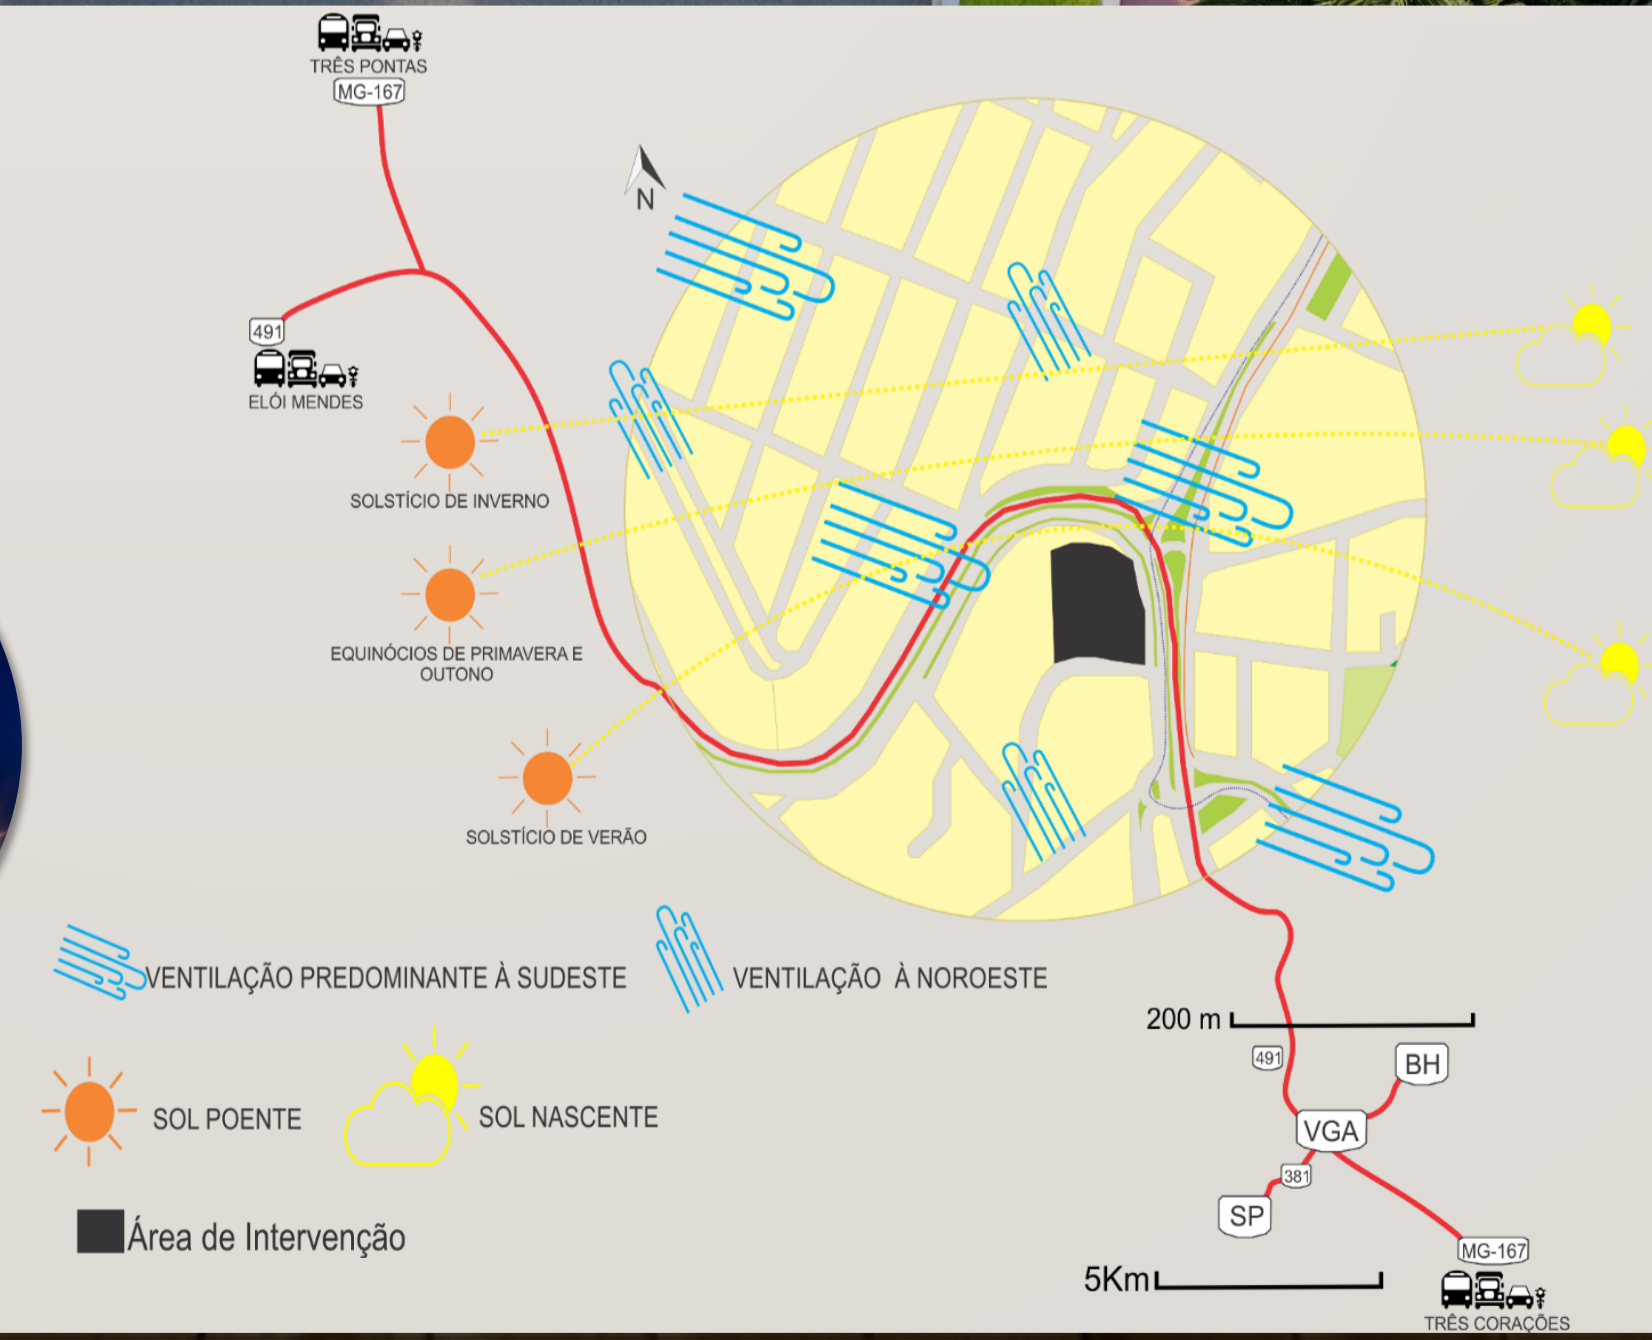 TRÊS PONTAS
MG-167
N
491
ELÓI MENDES
SOLSTÍCIO DE INVERNO
EQUINÓCIOS DE PRIMAVERA E
OUTONO
SOLSTÍCIO DE VERÃO
VENTILAÇÃO PREDOMINANTE À SUDESTE
VENTILAÇÃO À NOROESTE
200 m
491
BH
VGA
SOL POENTE
SOL NASCENTE
381
SP
Área de Intervenção
MG-167
5Km
TRÊS CORAÇÕES